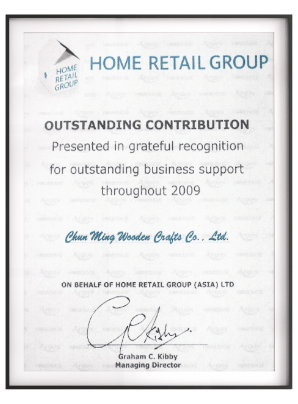 HOME
RETAIL
GROUP
HOME RETAIL GROUP
OUTSTANDING CONTRIBUTION
Presented in grateful recognition
for outstanding business support
throughout 2009
Chun Ming Wooden Crafts Co., Ltd.
ON BEHALF OF HOME RETAIL GROUP (ASIA) LTD
Graham C. Kibby
Managing Director